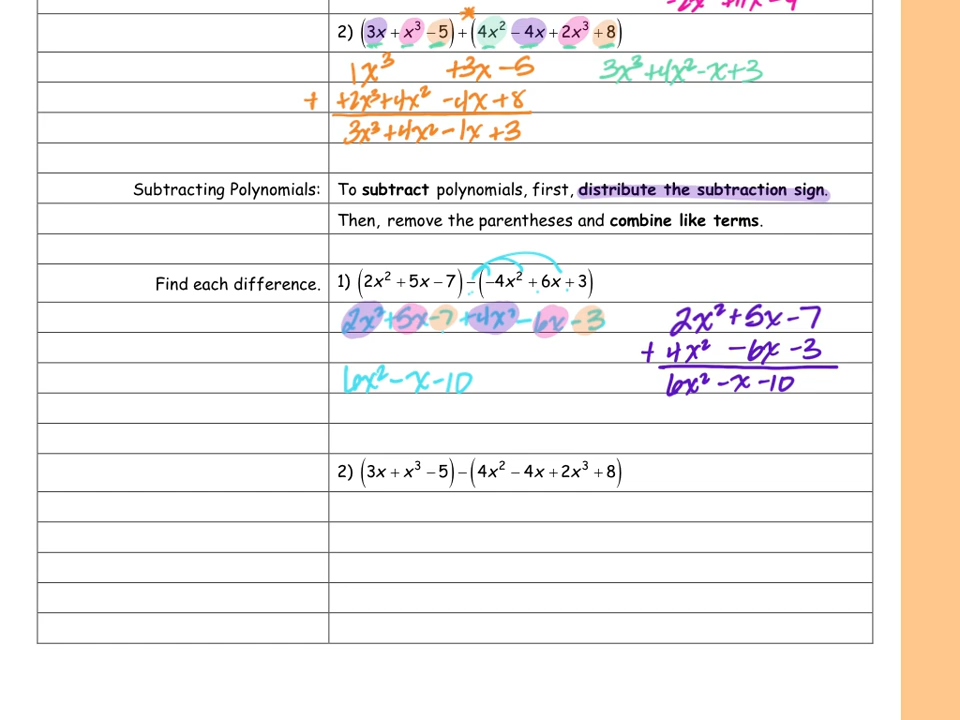 2) (3x + x³ − 5) + (4x² − 4x + 2x³ + 8)
1x³ +3x − 5 3x³ + 4x² − x + 3
+ +2x³ + 4x² − 4x + 8
3x³ + 4x² − 1x + 3
Subtracting Polynomials: To subtract polynomials, first, distribute the subtraction sign.
Then, remove the parentheses and combine like terms.
Find each difference. 1) (2x² + 5x − 7) − (−4x² + 6x + 3)
2x² + 5x − 7 + 4x² − 6x − 3 2x² + 5x − 7
+ 4x² − 6x − 3
6x² − x − 10 6x² − x − 10
2) (3x + x³ − 5) − (4x² − 4x + 2x³ + 8)